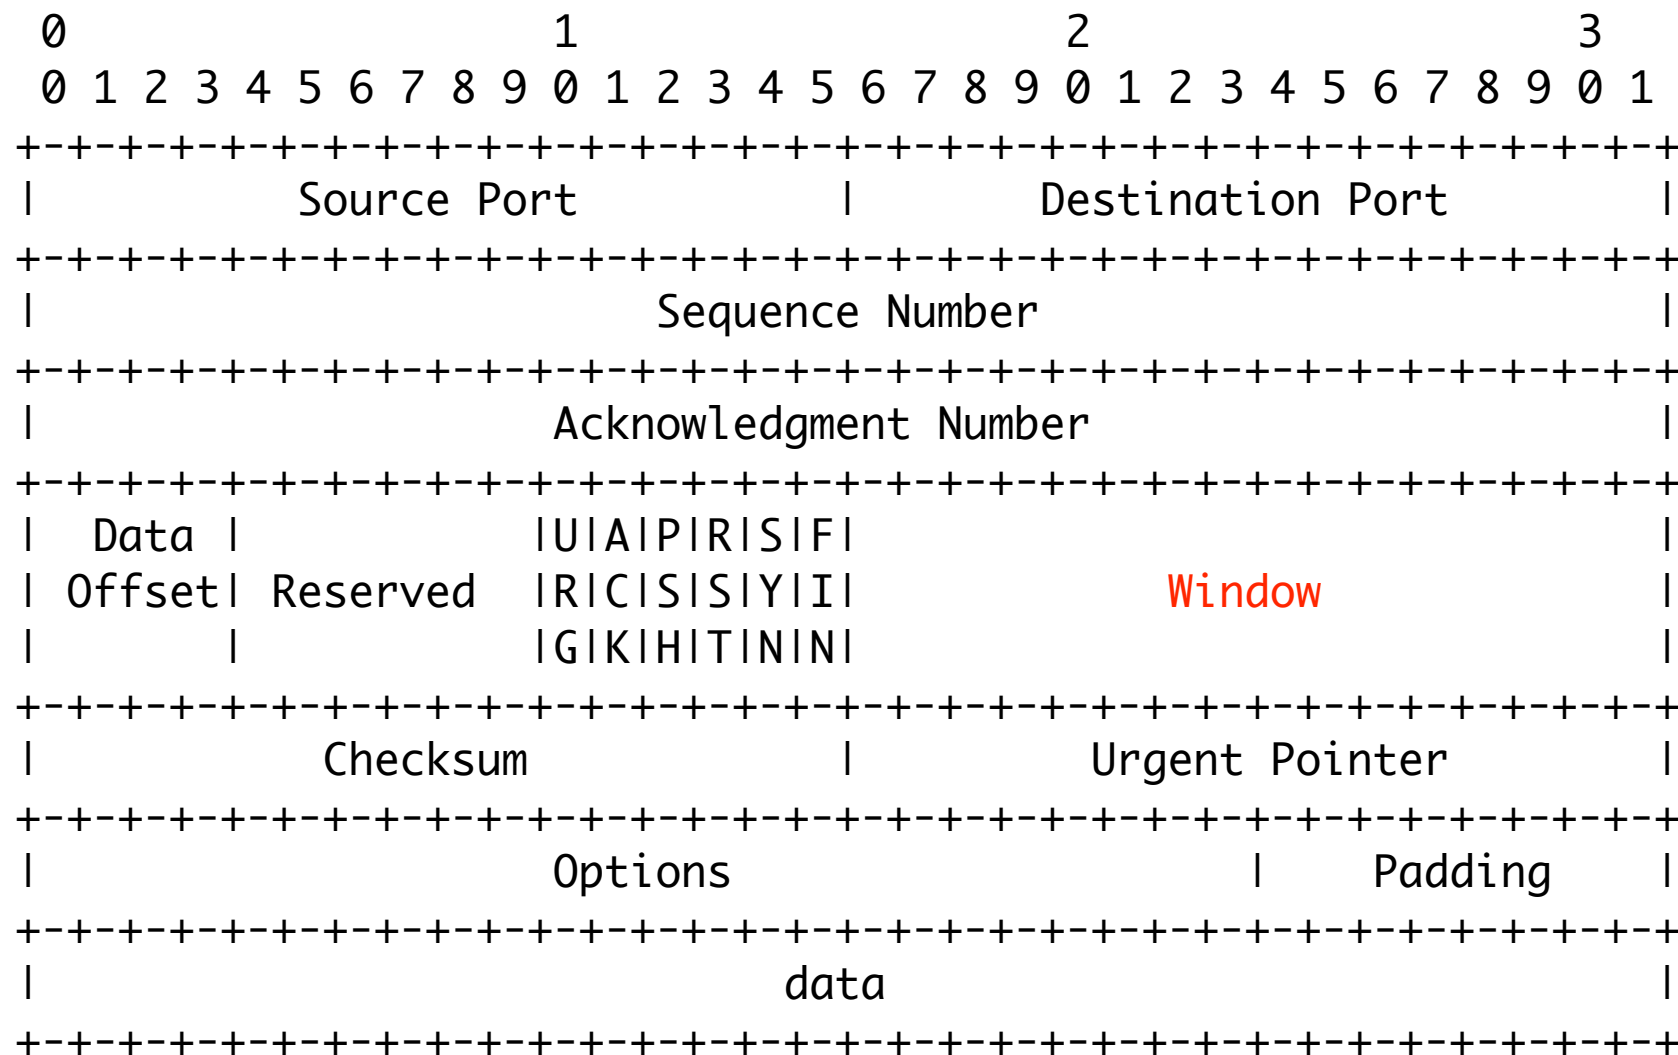 0                   1                   2                   3
 0 1 2 3 4 5 6 7 8 9 0 1 2 3 4 5 6 7 8 9 0 1 2 3 4 5 6 7 8 9 0 1
+-+-+-+-+-+-+-+-+-+-+-+-+-+-+-+-+-+-+-+-+-+-+-+-+-+-+-+-+-+-+-+-+
|          Source Port          |       Destination Port        |
+-+-+-+-+-+-+-+-+-+-+-+-+-+-+-+-+-+-+-+-+-+-+-+-+-+-+-+-+-+-+-+-+
|                        Sequence Number                        |
+-+-+-+-+-+-+-+-+-+-+-+-+-+-+-+-+-+-+-+-+-+-+-+-+-+-+-+-+-+-+-+-+
|                    Acknowledgment Number                      |
+-+-+-+-+-+-+-+-+-+-+-+-+-+-+-+-+-+-+-+-+-+-+-+-+-+-+-+-+-+-+-+-+
|  Data |           |U|A|P|R|S|F|                               |
| Offset| Reserved  |R|C|S|S|Y|I|            Window             |
|       |           |G|K|H|T|N|N|                               |
+-+-+-+-+-+-+-+-+-+-+-+-+-+-+-+-+-+-+-+-+-+-+-+-+-+-+-+-+-+-+-+-+
|           Checksum            |         Urgent Pointer        |
+-+-+-+-+-+-+-+-+-+-+-+-+-+-+-+-+-+-+-+-+-+-+-+-+-+-+-+-+-+-+-+-+
|                    Options                    |    Padding    |
+-+-+-+-+-+-+-+-+-+-+-+-+-+-+-+-+-+-+-+-+-+-+-+-+-+-+-+-+-+-+-+-+
|                             data                              |
+-+-+-+-+-+-+-+-+-+-+-+-+-+-+-+-+-+-+-+-+-+-+-+-+-+-+-+-+-+-+-+-+